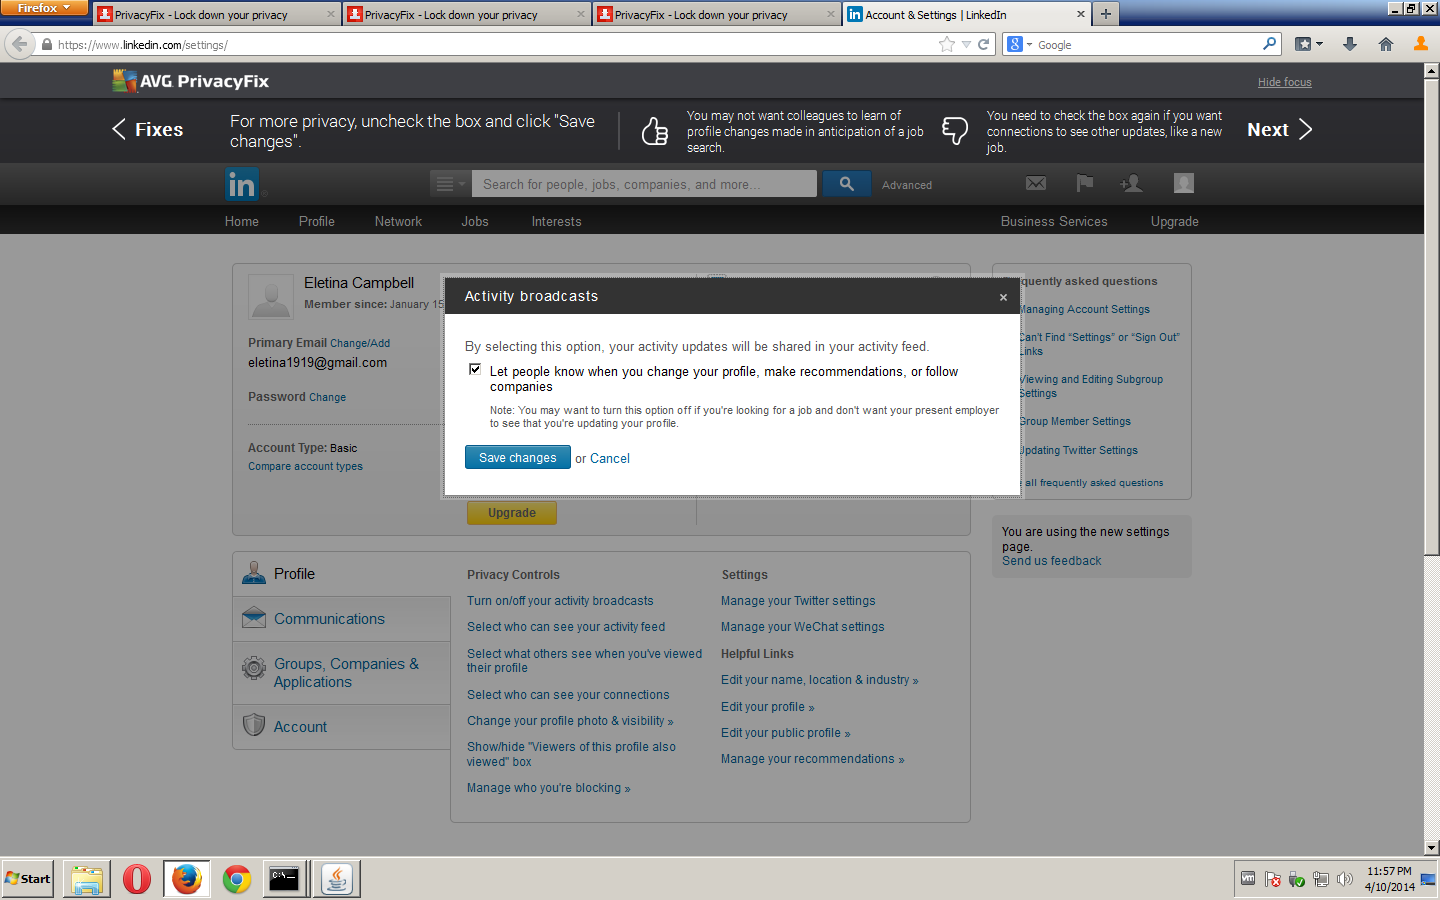 Firefox
PrivacyFix - Lock down your privacy
PrivacyFix - Lock down your privacy
PrivacyFix - Lock down your privacy
Account & Settings | LinkedIn
https://www.linkedin.com/settings/
Google
AVG PrivacyFix
Hide focus
Fixes
For more privacy, uncheck the box and click "Save
changes".
You may not want colleagues to learn of
profile changes made in anticipation of a job
search.
You need to check the box again if you want
connections to see other updates, like a new
job.
Next
in
Search for people, jobs, companies, and more...
Advanced
Home
Profile
Network
Jobs
Interests
Business Services
Upgrade
Eletina Campbell
Member since: January 15
Primary Email Change/Add
eletina1919@gmail.com
Password Change
Account Type: Basic
Compare account types
Activity broadcasts
By selecting this option, your activity updates will be shared in your activity feed.
Let people know when you change your profile, make recommendations, or follow
companies
Note: You may want to turn this option off if you're looking for a job and don't want your present employer
to see that you're updating your profile.
Save changes or Cancel
Upgrade
equently asked questions
Managing Account Settings
Can't Find “Settings” or “Sign Out”
Links
Viewing and Editing Subgroup
Settings
Group Member Settings
Updating Twitter Settings
all frequently asked questions
You are using the new settings
page.
Send us feedback
Profile
Communications
Groups, Companies &
Applications
Account
Privacy Controls
Turn on/off your activity broadcasts
Select who can see your activity feed
Select what others see when you've viewed
their profile
Select who can see your connections
Change your profile photo & visibility »
Show/hide "Viewers of this profile also
viewed" box
Manage who you're blocking »
Settings
Manage your Twitter settings
Manage your WeChat settings
Helpful Links
Edit your name, location & industry »
Edit your profile »
Edit your public profile »
Manage your recommendations »
Start
11:57 PM
4/10/2014